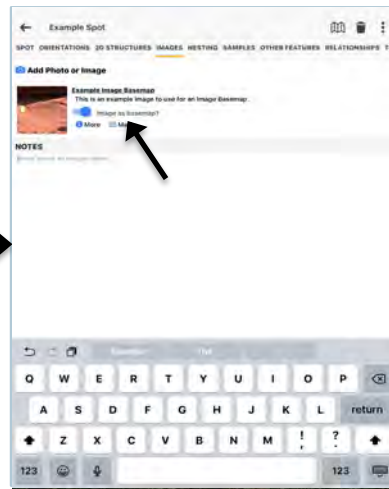 Example Spot
SPOT ORIENTATIONS 3D STRUCTURES IMAGES NESTING SAMPLES OTHER FEATURES RELATIONSHIPS T
Add Photo or Image
Example Image Basemap
This is an example image to use for an Image Basemap.
Image as Basemap?
More
NOTES
Q W E R T Y U I O P
A S D F G H J K L return
Z X C V B N M ! , ? .
123 123